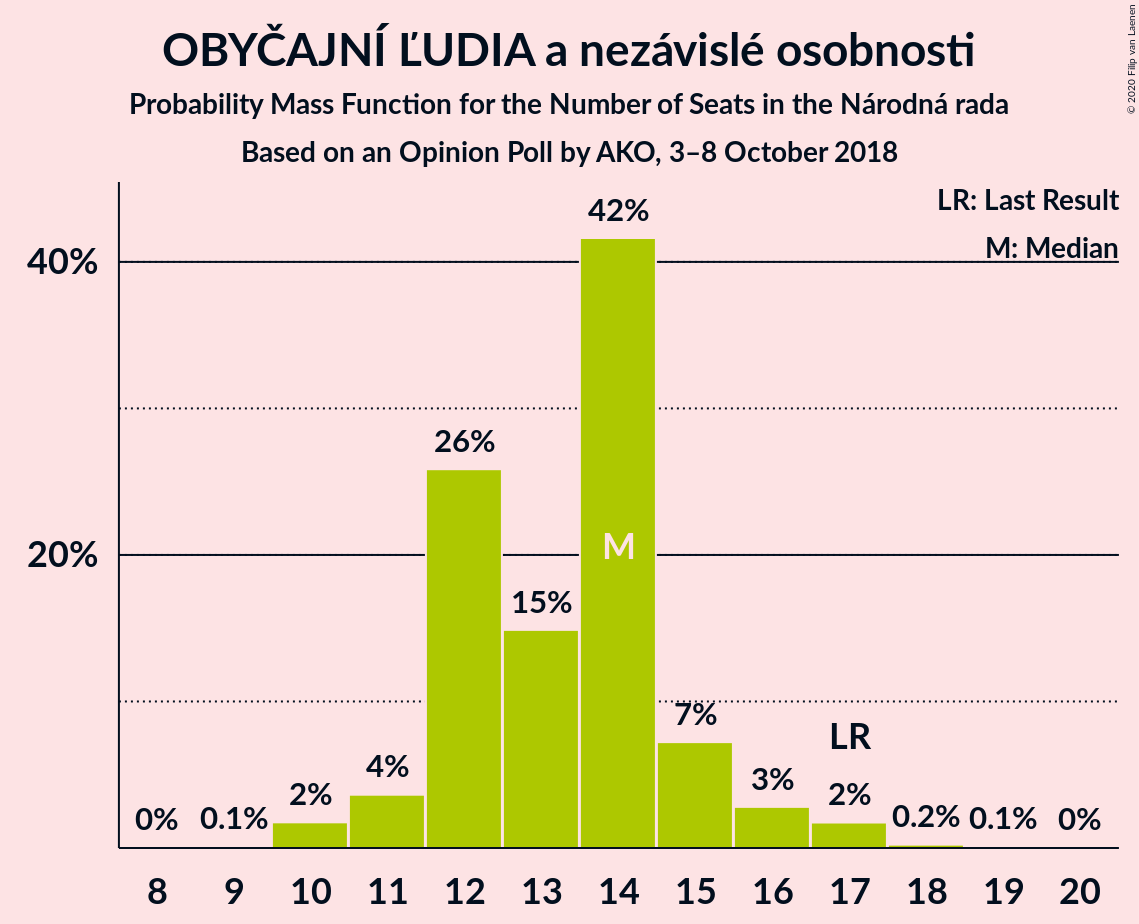 OBYČAJNÍ ĽUDIA a nezávislé osobnosti
Probability Mass Function for the Number of Seats in the Národná rada
Based on an Opinion Poll by AKO, 3–8 October 2018
© 2020 Filip van Laenen
LR: Last Result
M: Median
40%
20%
0%
0.1%
2%
4%
26%
15%
42%
M
7%
3%
LR
2%
0.2%
0.1%
0%
8 9 10 11 12 13 14 15 16 17 18 19 20